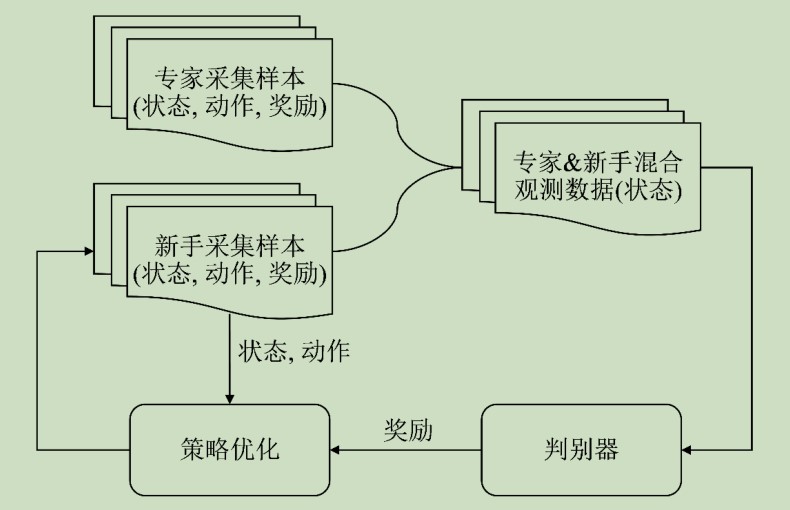 专家采集样本
(状态, 动作, 奖励)
专家&新手混合
观测数据(状态)
新手采集样本
(状态, 动作, 奖励)
状态, 动作
奖励
策略优化
判别器